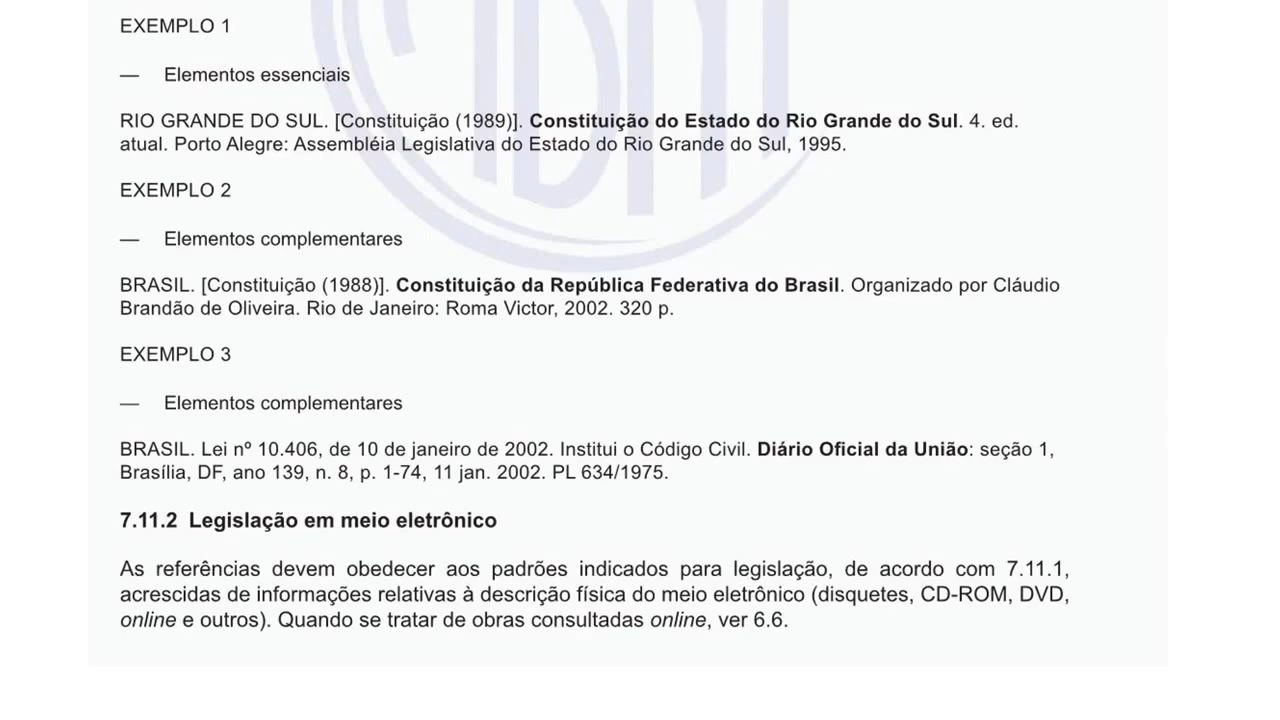 EXEMPLO 1
— Elementos essenciais
RIO GRANDE DO SUL. [Constituição (1989)]. Constituição do Estado do Rio Grande do Sul. 4. ed.
atual. Porto Alegre: Assembléia Legislativa do Estado do Rio Grande do Sul, 1995.
EXEMPLO 2
— Elementos complementares
BRASIL. [Constituição (1988)]. Constituição da República Federativa do Brasil. Organizado por Cláudio
Brandão de Oliveira. Rio de Janeiro: Roma Victor, 2002. 320 p.
EXEMPLO 3
— Elementos complementares
BRASIL. Lei nº 10.406, de 10 de janeiro de 2002. Institui o Código Civil. Diário Oficial da União: seção 1,
Brasília, DF, ano 139, n. 8, p. 1-74, 11 jan. 2002. PL 634/1975.
7.11.2 Legislação em meio eletrônico
As referências devem obedecer aos padrões indicados para legislação, de acordo com 7.11.1,
acrescidas de informações relativas à descrição física do meio eletrônico (disquetes, CD-ROM, DVD,
online e outros). Quando se tratar de obras consultadas online, ver 6.6.